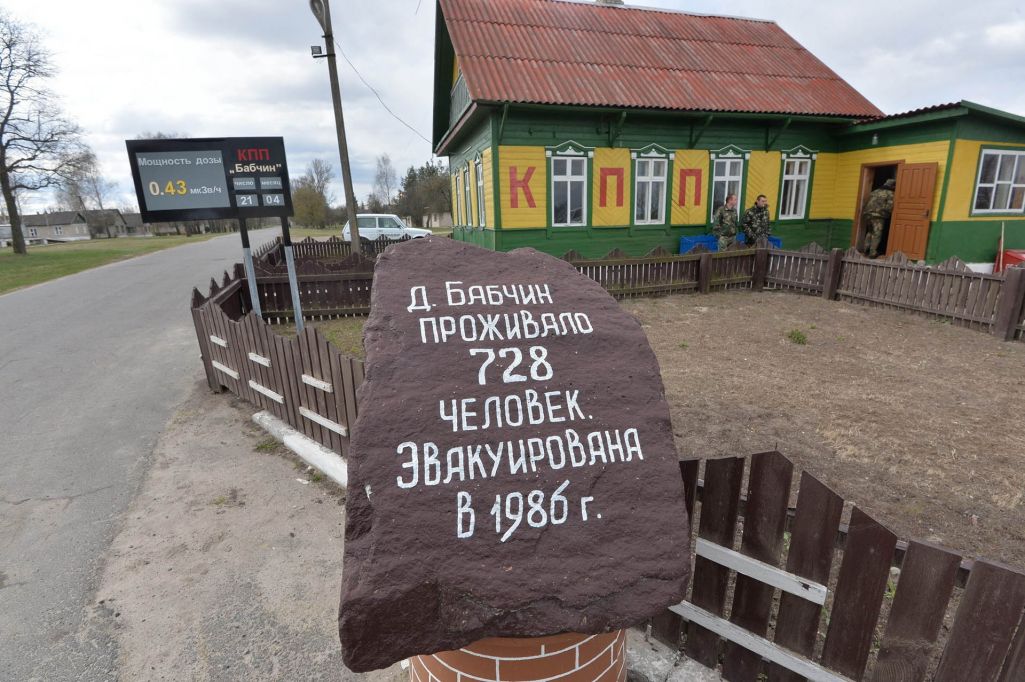 Мощность дозы
0.43 мкЗв/ч
КПП
„Бабчин"
число месяц
21 04
К П П
д. Бабчин
проживало
728
человек.
Эвакуирована
в 1986 г.